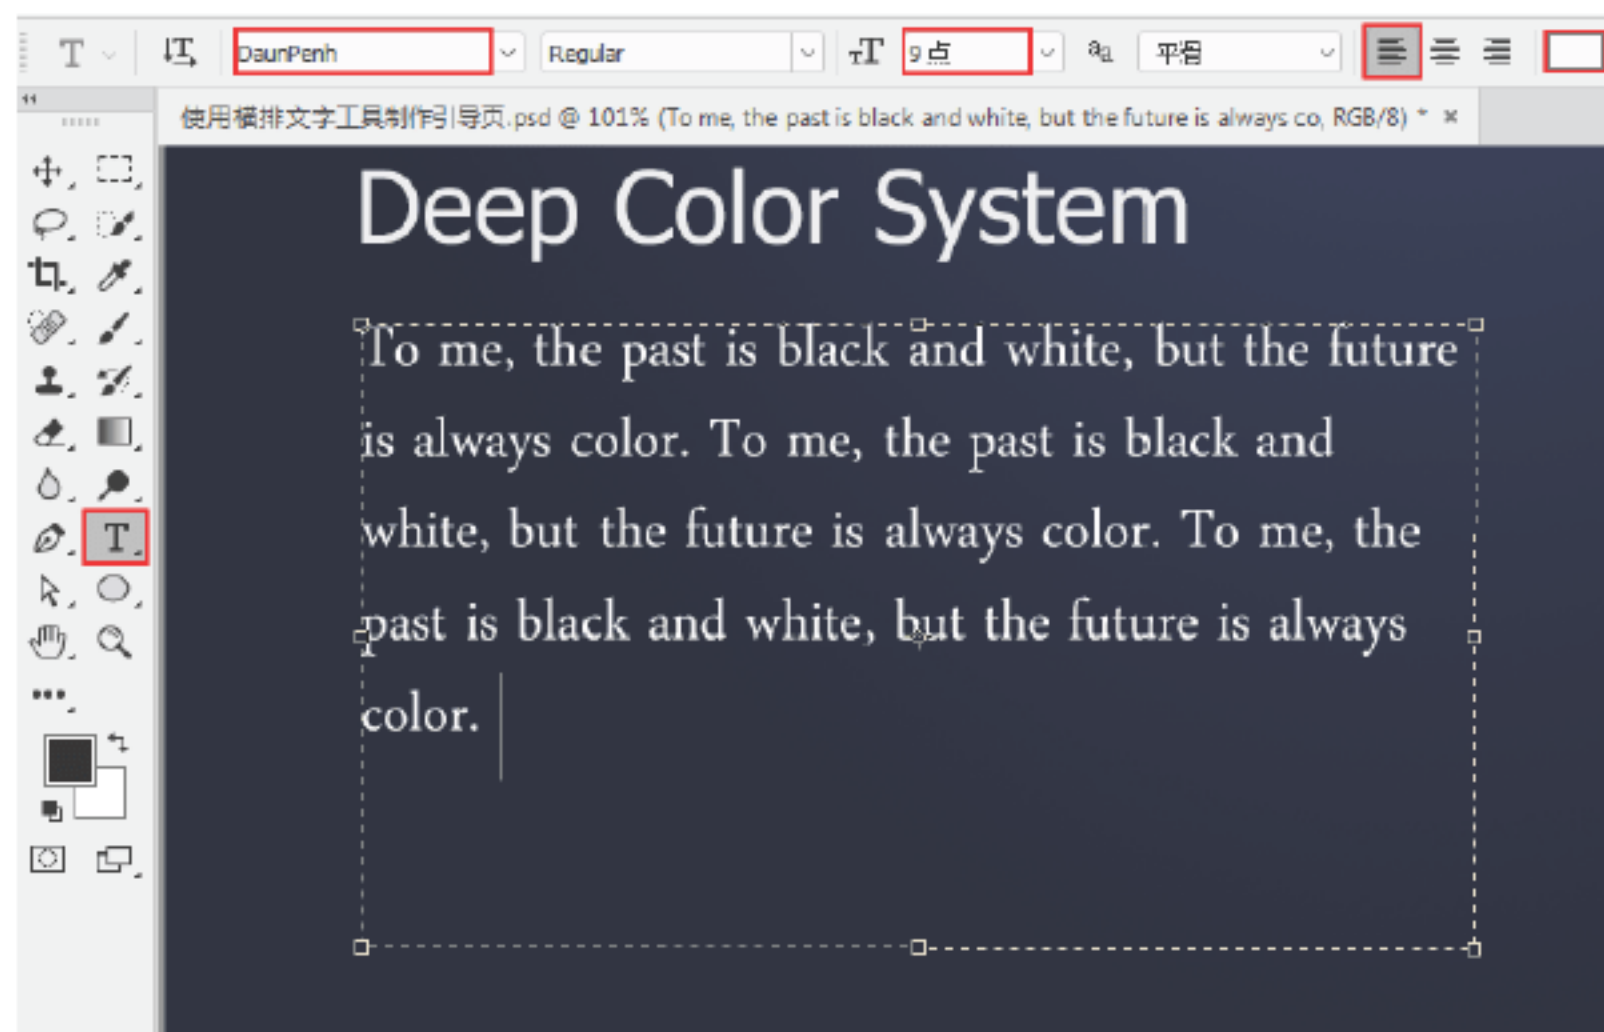 DaunPenh
Regular
9 点
平滑
使用横排文字工具制作引导页.psd @ 101% (To me, the past is black and white, but the future is always co, RGB/8) *
Deep Color System
To me, the past is black and white, but the future
is always color. To me, the past is black and
white, but the future is always color. To me, the
past is black and white, but the future is always
color.